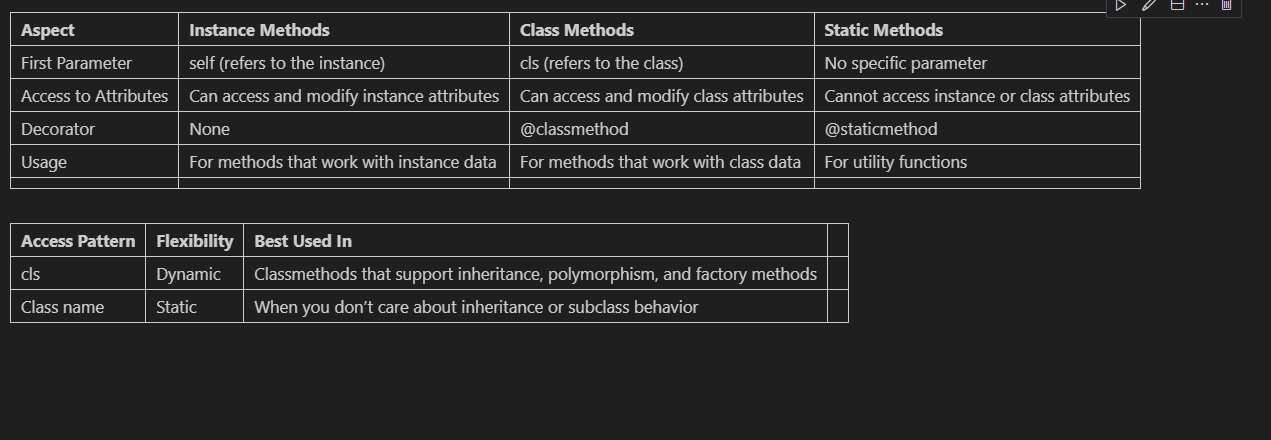 Aspect Instance Methods Class Methods Static Methods
First Parameter self (refers to the instance) cls (refers to the class) No specific parameter
Access to Attributes Can access and modify instance attributes Can access and modify class attributes Cannot access instance or class attributes
Decorator None @classmethod @staticmethod
Usage For methods that work with instance data For methods that work with class data For utility functions
Access Pattern Flexibility Best Used In
cls Dynamic Classmethods that support inheritance, polymorphism, and factory methods
Class name Static When you don’t care about inheritance or subclass behavior